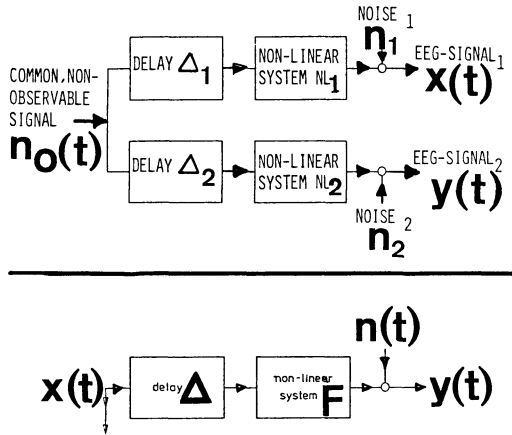 COMMON, NON-
OBSERVABLE
SIGNAL
n₀(t)
DELAY Δ₁
NON-LINEAR
SYSTEM NL₁
NOISE 1
n₁
EEG-SIGNAL₁
x(t)
DELAY Δ₂
NON-LINEAR
SYSTEM NL₂
NOISE 2
n₂
EEG-SIGNAL₂
y(t)
x(t)
delay Δ
non-linear
system F
n(t)
y(t)